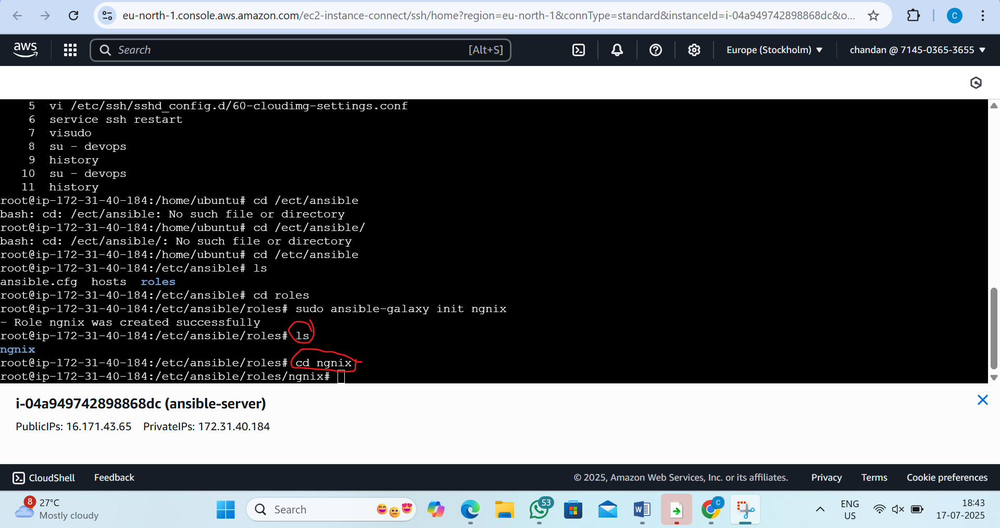 eu-north-1.console.aws.amazon.com/ec2-instance-connect/ssh/home?region=eu-north-1&connType=standard&instanceId=i-04a949742898868dc&o...
C
aws
Search [Alt+S]
Europe (Stockholm) ▼
chandan @ 7145-0365-3655 ▼
5 vi /etc/ssh/sshd_config.d/60-cloudimg-settings.conf
6 service ssh restart
7 visudo
8 su - devops
9 history
10 su - devops
11 history
root@ip-172-31-40-184:/home/ubuntu# cd /ect/ansible
bash: cd: /ect/ansible: No such file or directory
root@ip-172-31-40-184:/home/ubuntu# cd /ect/ansible/
bash: cd: /ect/ansible/: No such file or directory
root@ip-172-31-40-184:/home/ubuntu# cd /etc/ansible
root@ip-172-31-40-184:/etc/ansible# ls
ansible.cfg hosts roles
root@ip-172-31-40-184:/etc/ansible# cd roles
root@ip-172-31-40-184:/etc/ansible/roles# sudo ansible-galaxy init ngnix
- Role ngnix was created successfully
root@ip-172-31-40-184:/etc/ansible/roles# ls
ngnix
root@ip-172-31-40-184:/etc/ansible/roles# cd ngnix
root@ip-172-31-40-184:/etc/ansible/roles/ngnix#
i-04a949742898868dc (ansible-server)
PublicIPs: 16.171.43.65 PrivateIPs: 172.31.40.184
CloudShell Feedback © 2025, Amazon Web Services, Inc. or its affiliates. Privacy Terms Cookie preferences
8
27°C
Mostly cloudy
Search
53
W
C
ENG
US
18:43
17-07-2025